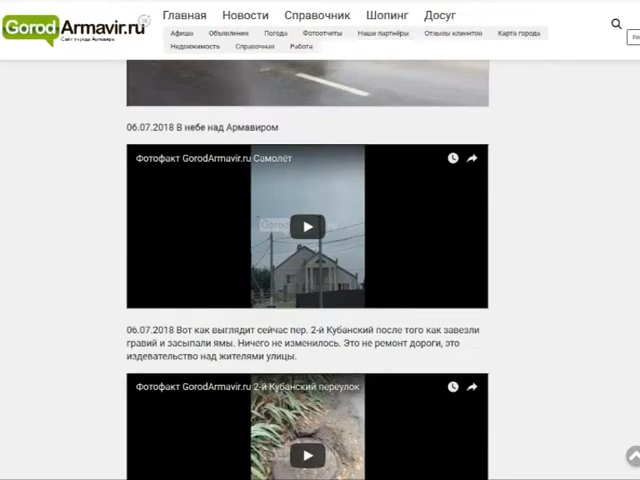 GorodArmavir.ru
Сайт города Армавира
Главная Новости Справочник Шопинг Досуг
Афиша Объявления Погода Фотоотчеты Наши партнёры Отзывы клиентов Карта города
Недвижимость Справочная Работа
06.07.2018 В небе над Армавиром
Фотофакт GorodArmavir.ru Самолет
06.07.2018 Вот как выглядит сейчас пер. 2-й Кубанский после того как завезли
гравий и засыпали ямы. Ничего не изменилось. Это не ремонт дороги, это
издевательство над жителями улицы.
Фотофакт GorodArmavir.ru 2-й Кубанский переулок